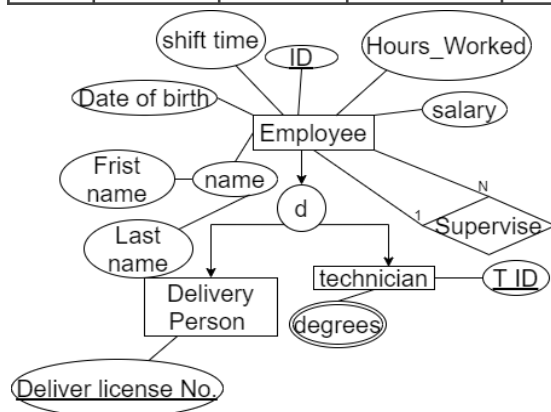 shift time
ID
Hours_Worked
Date of birth
salary
Employee
Frist
name
name
N
1
d
Supervise
Last
name
technician
T ID
Delivery
Person
degrees
Deliver license No.